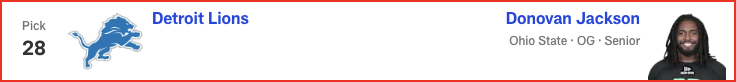 Pick
28
Detroit Lions
Donovan Jackson
Ohio State · OG · Senior